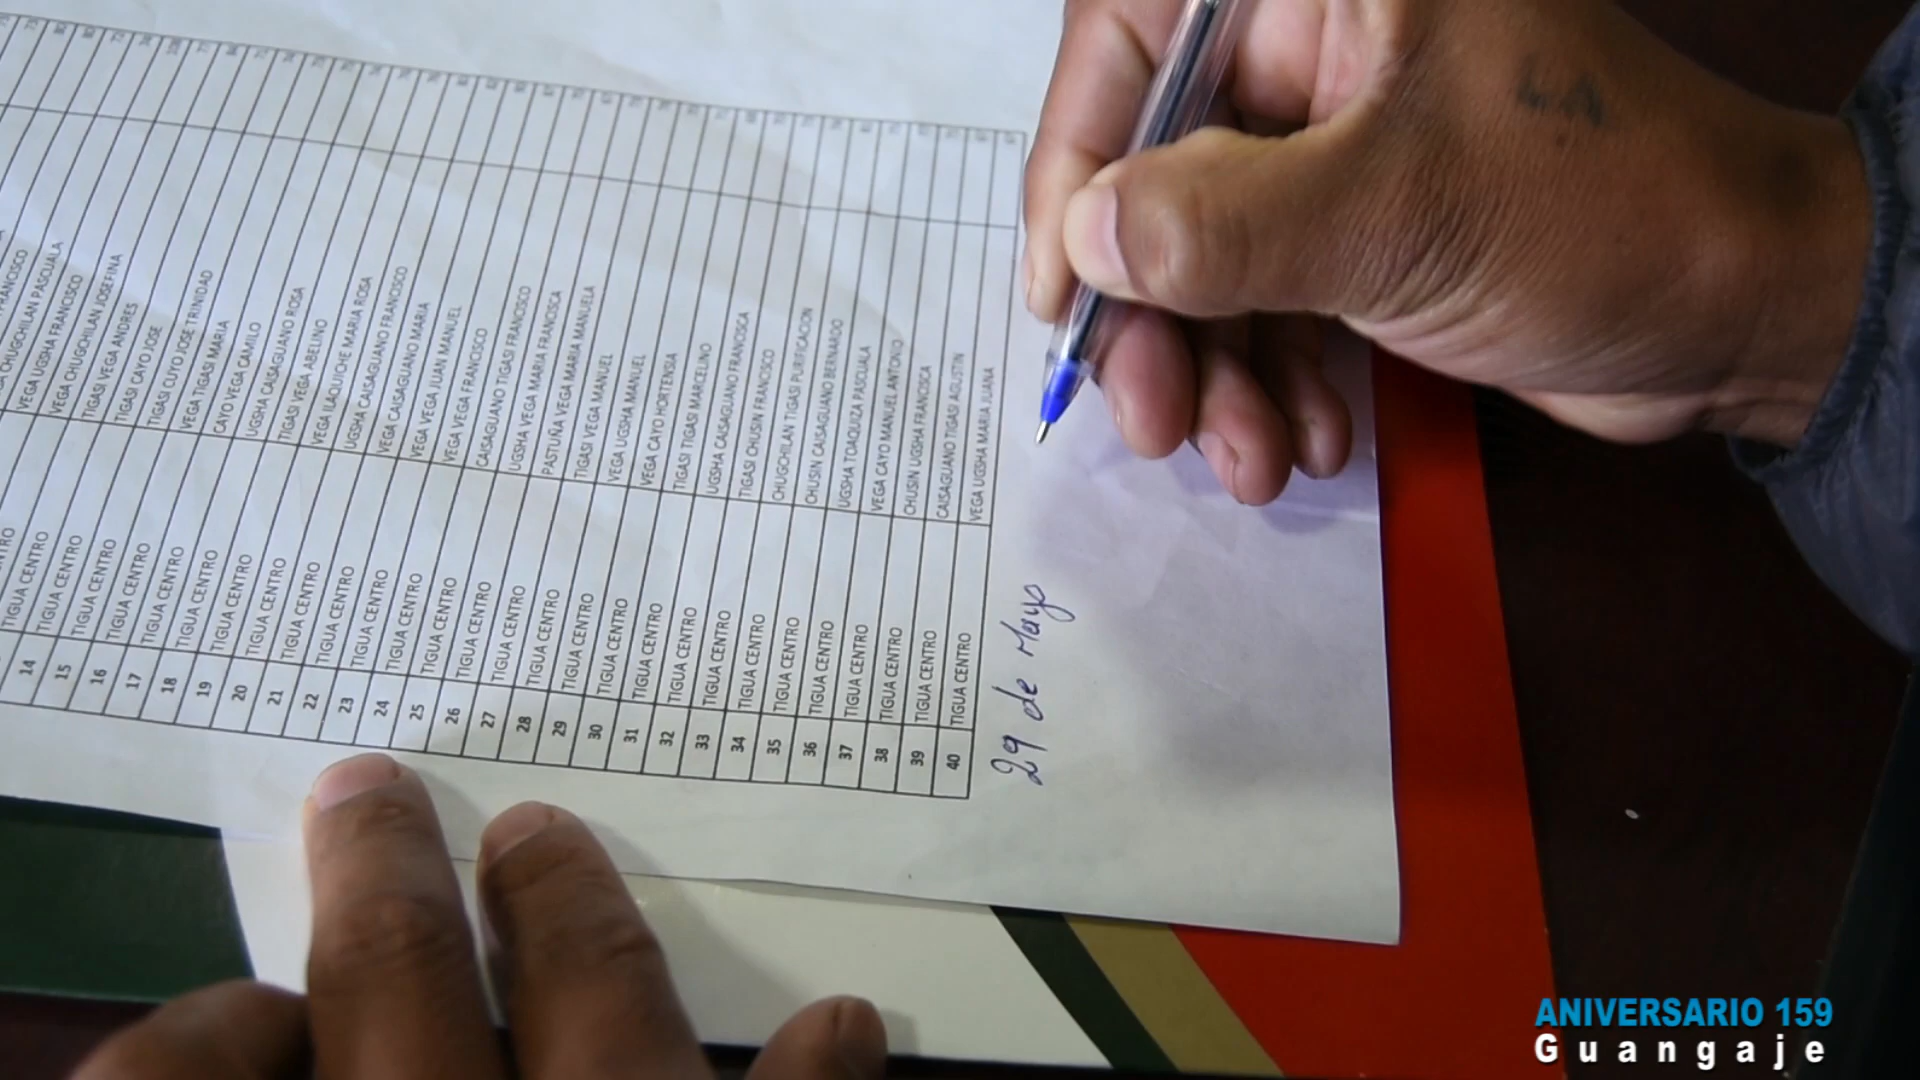 CHUGCHILAN FRANCISCO
VEGA CHUGCHILAN PASCUALA
VEGA UGSHA FRANCISCO
VEGA CHUGCHILAN JOSEFINA
TIGUA CENTRO TIGASI VEGA ANDRES
14 TIGUA CENTRO TIGASI CAYO JOSE
15 TIGUA CENTRO TIGASI CUYO JOSE TRINIDAD
16 TIGUA CENTRO VEGA TIGASI MARIA
17 TIGUA CENTRO CAYO VEGA CAMILO
18 TIGUA CENTRO UGSHA CAISAGUANO ROSA
19 TIGUA CENTRO TIGASI VEGA ABELINO
20 TIGUA CENTRO VEGA ILAQUICHE MARIA ROSA
21 TIGUA CENTRO UGSHA CAISAGUANO FRANCISCO
22 TIGUA CENTRO VEGA CAISAGUANO MARIA
23 TIGUA CENTRO VEGA VEGA JUAN MANUEL
24 TIGUA CENTRO VEGA VEGA FRANCISCO
25 TIGUA CENTRO CAISAGUANO TIGASI FRANCISCO
26 TIGUA CENTRO UGSHA VEGA MARIA FRANCISCA
27 TIGUA CENTRO PASTUÑA VEGA MARIA MANUELA
28 TIGUA CENTRO TIGASI VEGA MANUEL
29 TIGUA CENTRO VEGA UGSHA MANUEL
30 TIGUA CENTRO VEGA CAYO HORTENSIA
31 TIGUA CENTRO TIGASI TIGASI MARCELINO
32 TIGUA CENTRO UGSHA CAISAGUANO FRANCISCA
33 TIGUA CENTRO TIGASI CHUSIN FRANCISCO
34 TIGUA CENTRO CHUGCHILAN TIGASI PURIFICACION
35 TIGUA CENTRO CHUSIN CAISAGUANO BERNARDO
36 TIGUA CENTRO UGSHA TOAQUIZA PASCUALA
37 TIGUA CENTRO VEGA CAYO MANUEL ANTONIO
38 TIGUA CENTRO CHUSIN UGSHA FRANCISCA
39 TIGUA CENTRO CAISAGUANO TIGASI AGUSTIN
40 TIGUA CENTRO VEGA UGSHA MARIA JUANA
29 de Mayo
ANIVERSARIO 159
Guangaje